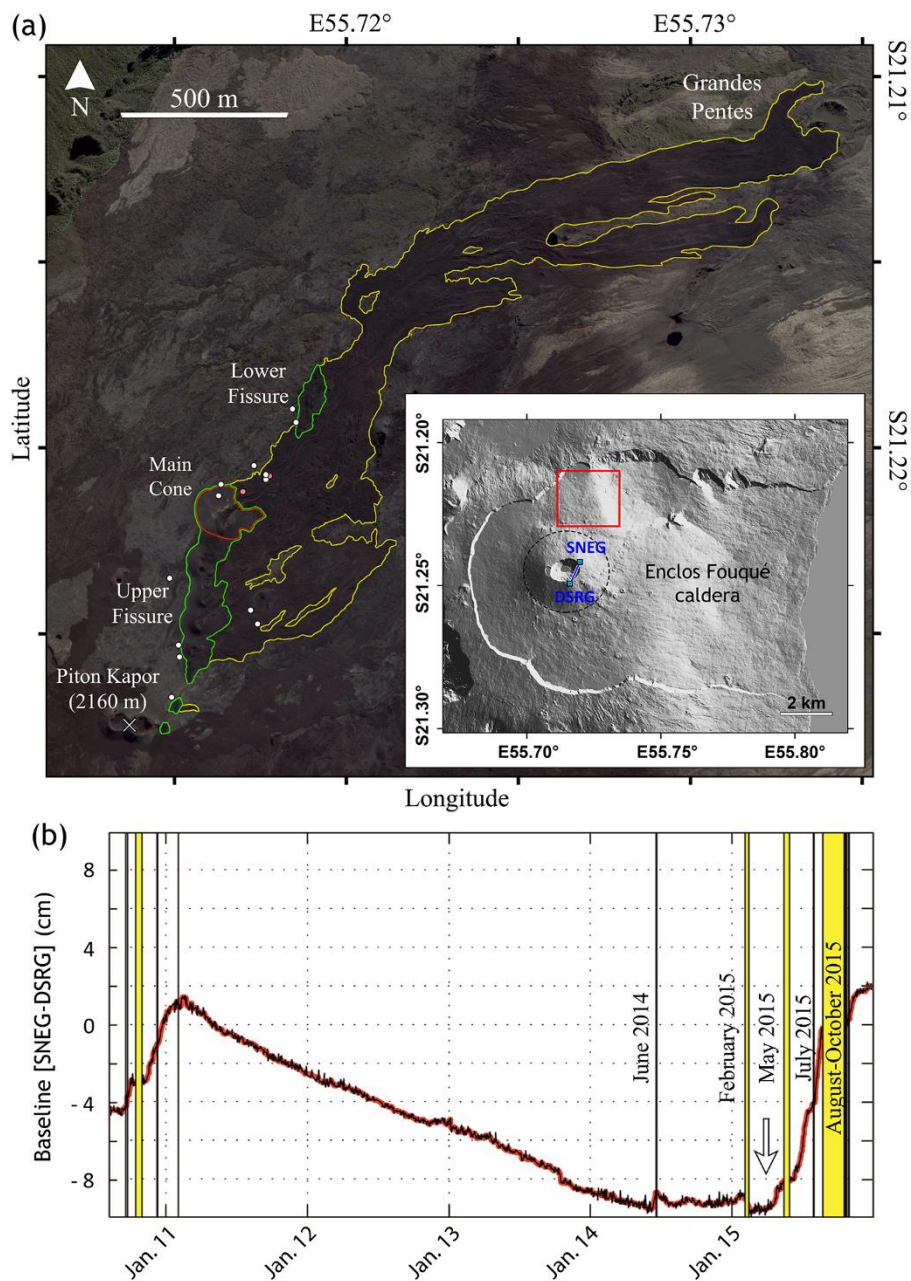 (a)
E55.72°
E55.73°
S21.21°
N
500 m
Grandes
Pentes
Lower
Fissure
Latitude
Main
Cone
S21.22°
Upper
Fissure
Piton Kapor
(2160 m)
S21.20°
S21.25°
S21.30°
SNEG
DSRG
Enclos Fouqué
caldera
2 km
E55.70°
E55.75°
E55.80°
Longitude
(b)
Baseline [SNEG-DSRG] (cm)
8
4
0
- 4
- 8
June 2014
February 2015
May 2015
July 2015
August-October 2015
Jan. 11
Jan. 12
Jan. 13
Jan. 14
Jan. 15